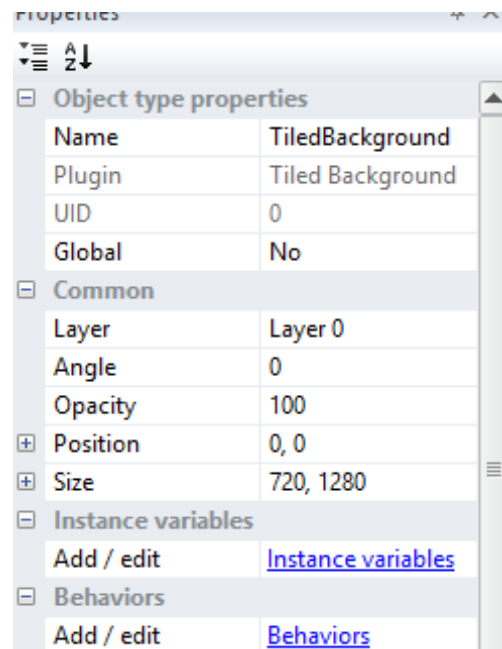 Properties
Object type properties
Name TiledBackground
Plugin Tiled Background
UID 0
Global No
Common
Layer Layer 0
Angle 0
Opacity 100
Position 0, 0
Size 720, 1280
Instance variables
Add / edit Instance variables
Behaviors
Add / edit Behaviors